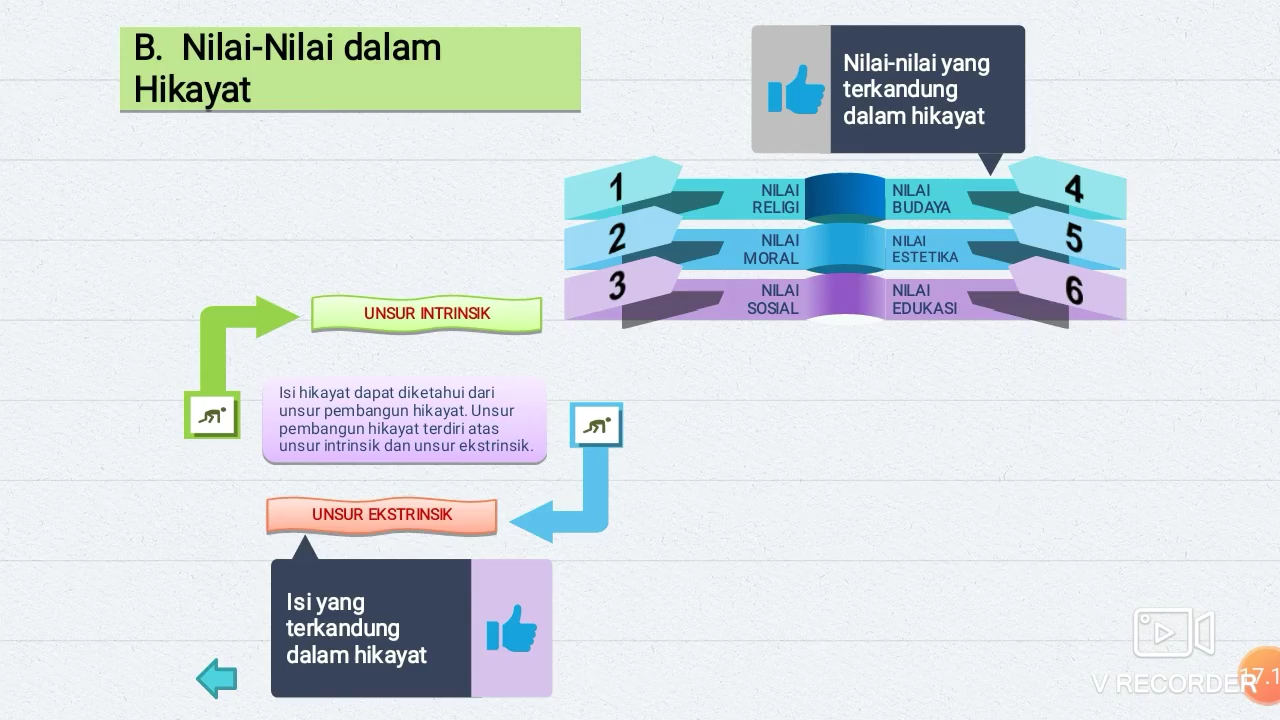 B. Nilai-Nilai dalam
Hikayat
Nilai-nilai yang
terkandung
dalam hikayat
1
NILAI
RELIGI
NILAI
BUDAYA
4
2
NILAI
MORAL
NILAI
ESTETIKA
5
3
NILAI
SOSIAL
NILAI
EDUKASI
6
UNSUR INTRINSIK
Isi hikayat dapat diketahui dari
unsur pembangun hikayat. Unsur
pembangun hikayat terdiri atas
unsur intrinsik dan unsur ekstrinsik.
UNSUR EKSTRINSIK
Isi yang
terkandung
dalam hikayat
V RECORDER